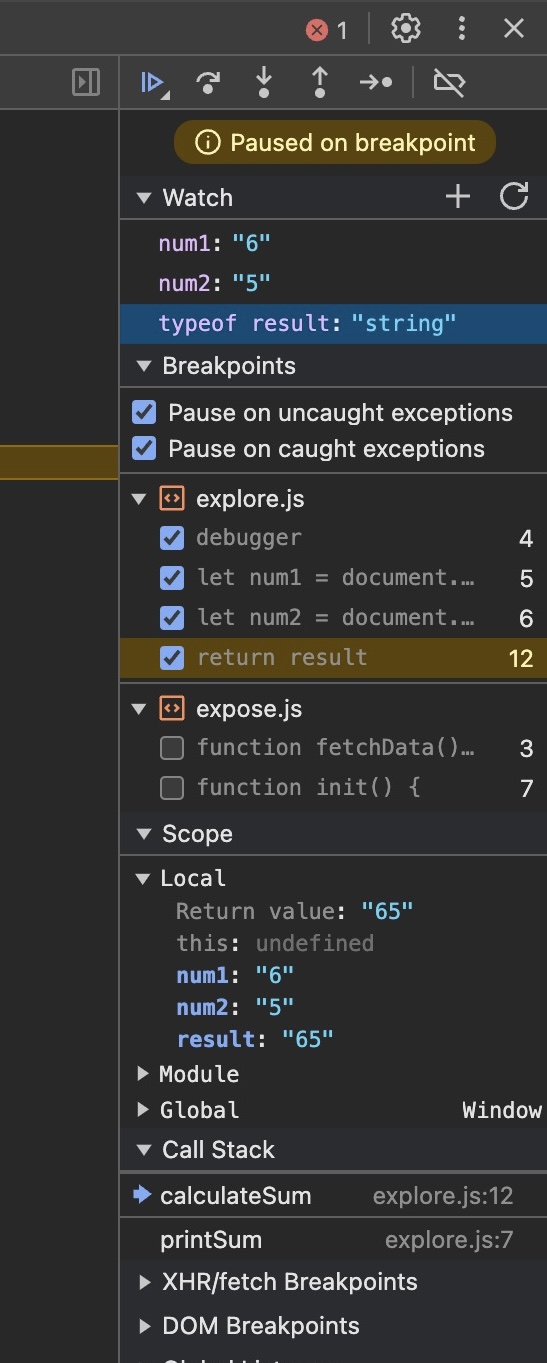 1
Paused on breakpoint
Watch
num1: "6"
num2: "5"
typeof result: "string"
Breakpoints
Pause on uncaught exceptions
Pause on caught exceptions
explore.js
debugger 4
let num1 = document.… 5
let num2 = document.… 6
return result 12
expose.js
function fetchData()… 3
function init() { 7
Scope
Local
Return value: "65"
this: undefined
num1: "6"
num2: "5"
result: "65"
Module
Global Window
Call Stack
calculateSum explore.js:12
printSum explore.js:7
XHR/fetch Breakpoints
DOM Breakpoints